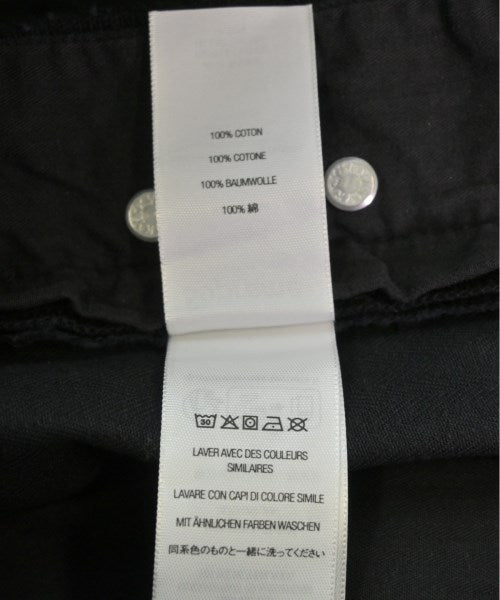 100% COTON
100% COTONE
100% BAUMWOLLE
100% 綿
30
LAVER AVEC DES COULEURS
SIMILAIRES
LAVARE CON CAPI DI COLORE SIMILE
MIT ÄHNLICHEN FARBEN WASCHEN
同系色のものと一緒に洗ってください